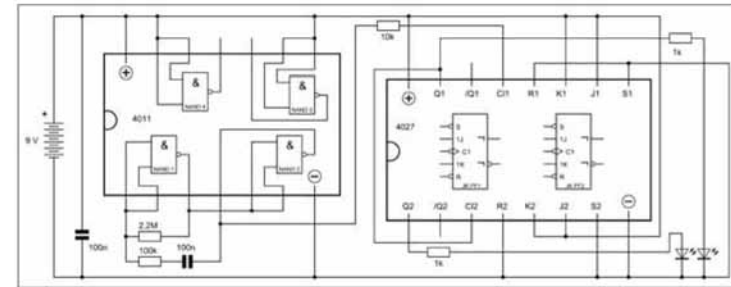 10k
1k
&
NAND 4
&
NAND 3
4011
9 V
+
&
NAND 1
&
NAND 2
2,2M
100k
100n
100n
Q1 /Q1 Cl1 R1 K1 J1 S1
4027
S
1J
C1
1K
R
JK-FF1
S
1J
C1
1K
R
JK-FF2
Q2 /Q2 Cl2 R2 K2 J2 S2
1k